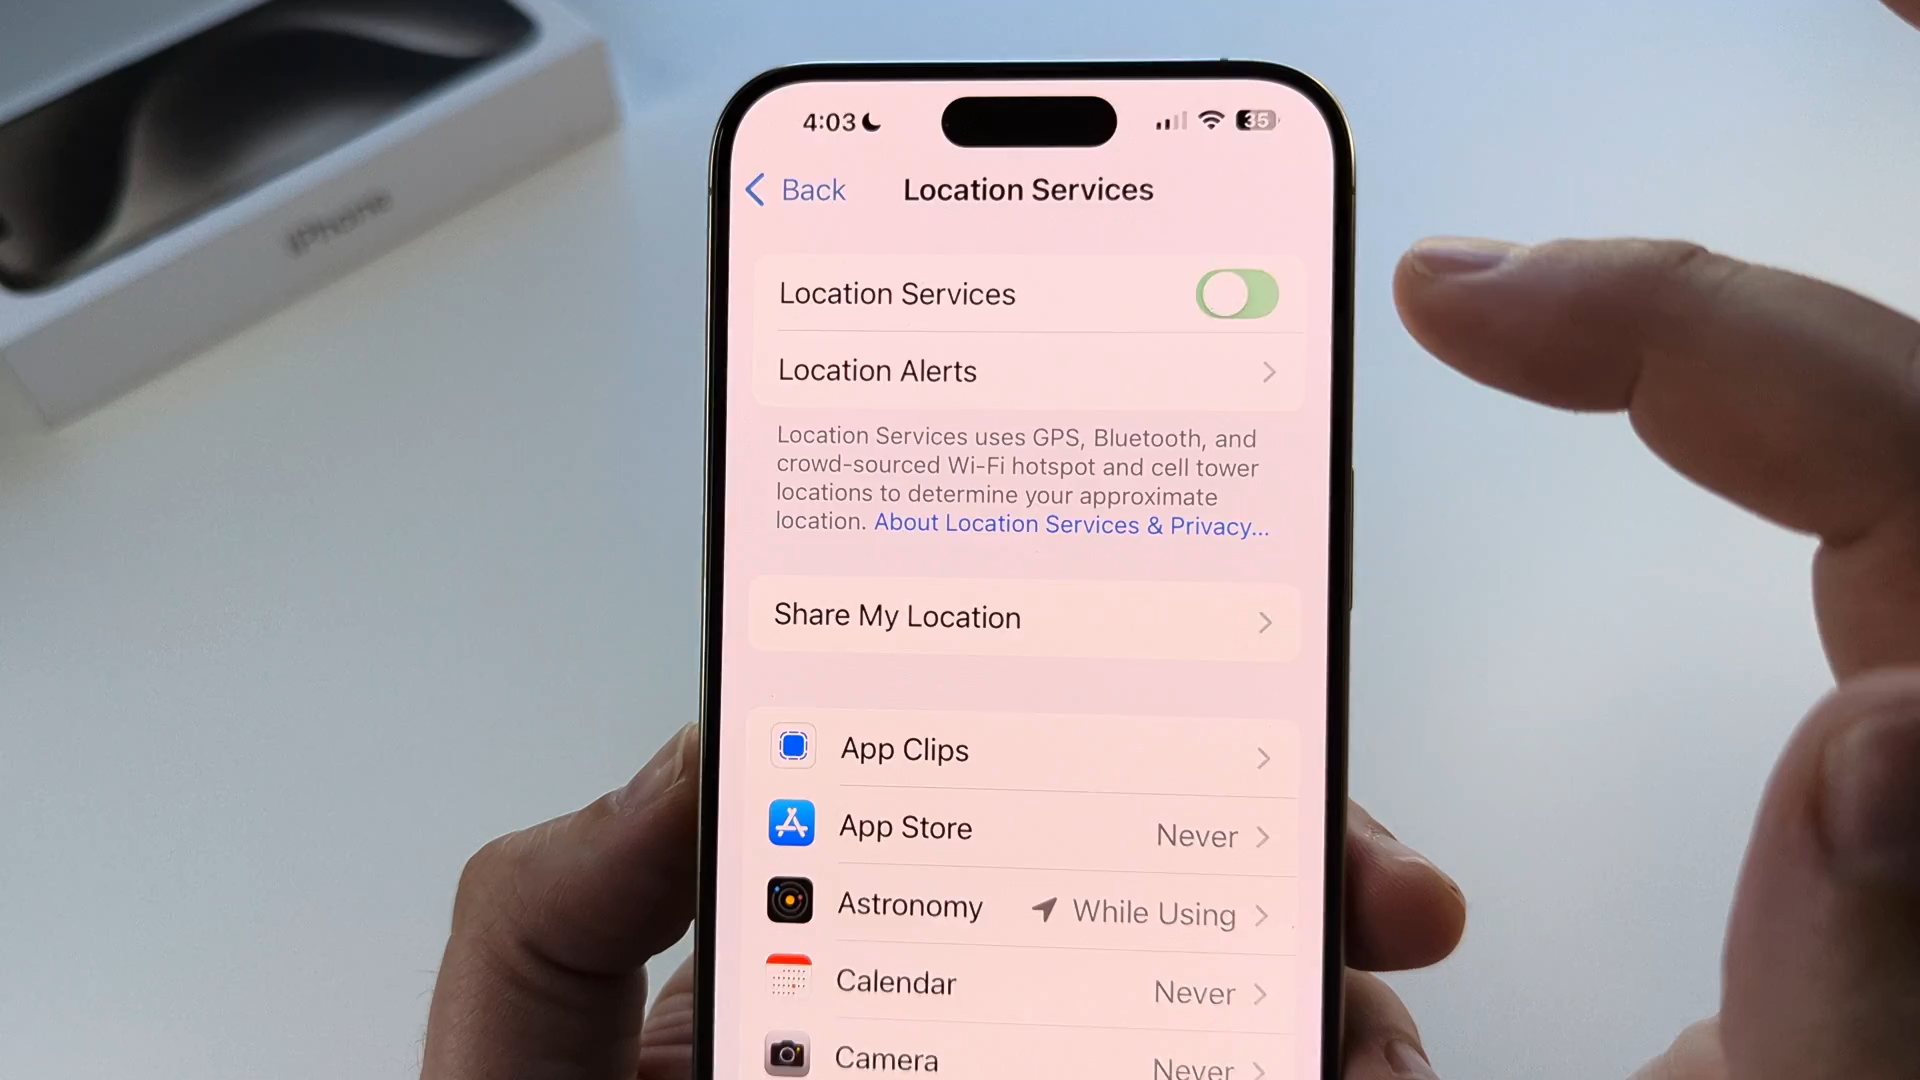 iPhone
4:03
35
Back
Location Services
Location Services
Location Alerts
Location Services uses GPS, Bluetooth, and
crowd-sourced Wi-Fi hotspot and cell tower
locations to determine your approximate
location. About Location Services & Privacy...
Share My Location
App Clips
App Store Never
Astronomy While Using
Calendar Never
Camera Never